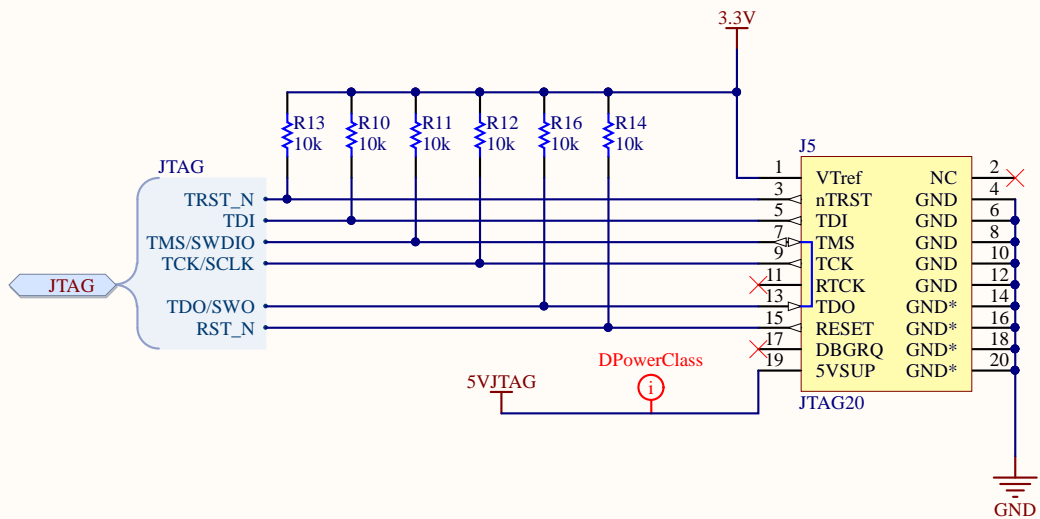 3.3V
R13
10k
R10
10k
R11
10k
R12
10k
R16
10k
R14
10k
JTAG
JTAG
TRST_N
TDI
TMS/SWDIO
TCK/SCLK
TDO/SWO
RST_N
J5
1 VTref NC 2
3 nTRST GND 4
5 TDI GND 6
7 TMS GND 8
9 TCK GND 10
11 RTCK GND 12
13 TDO GND* 14
15 RESET GND* 16
17 DBGRQ GND* 18
19 5VSUP GND* 20
JTAG20
DPowerClass
i
5VJTAG
GND